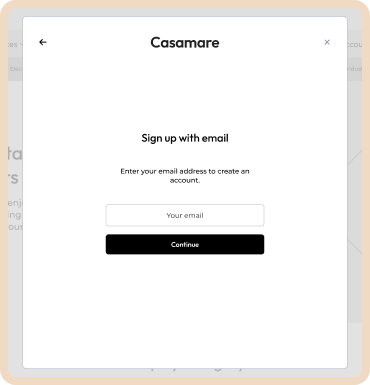 Casamare
Sign up with email
Enter your email address to create an
account.
Your email
Continue